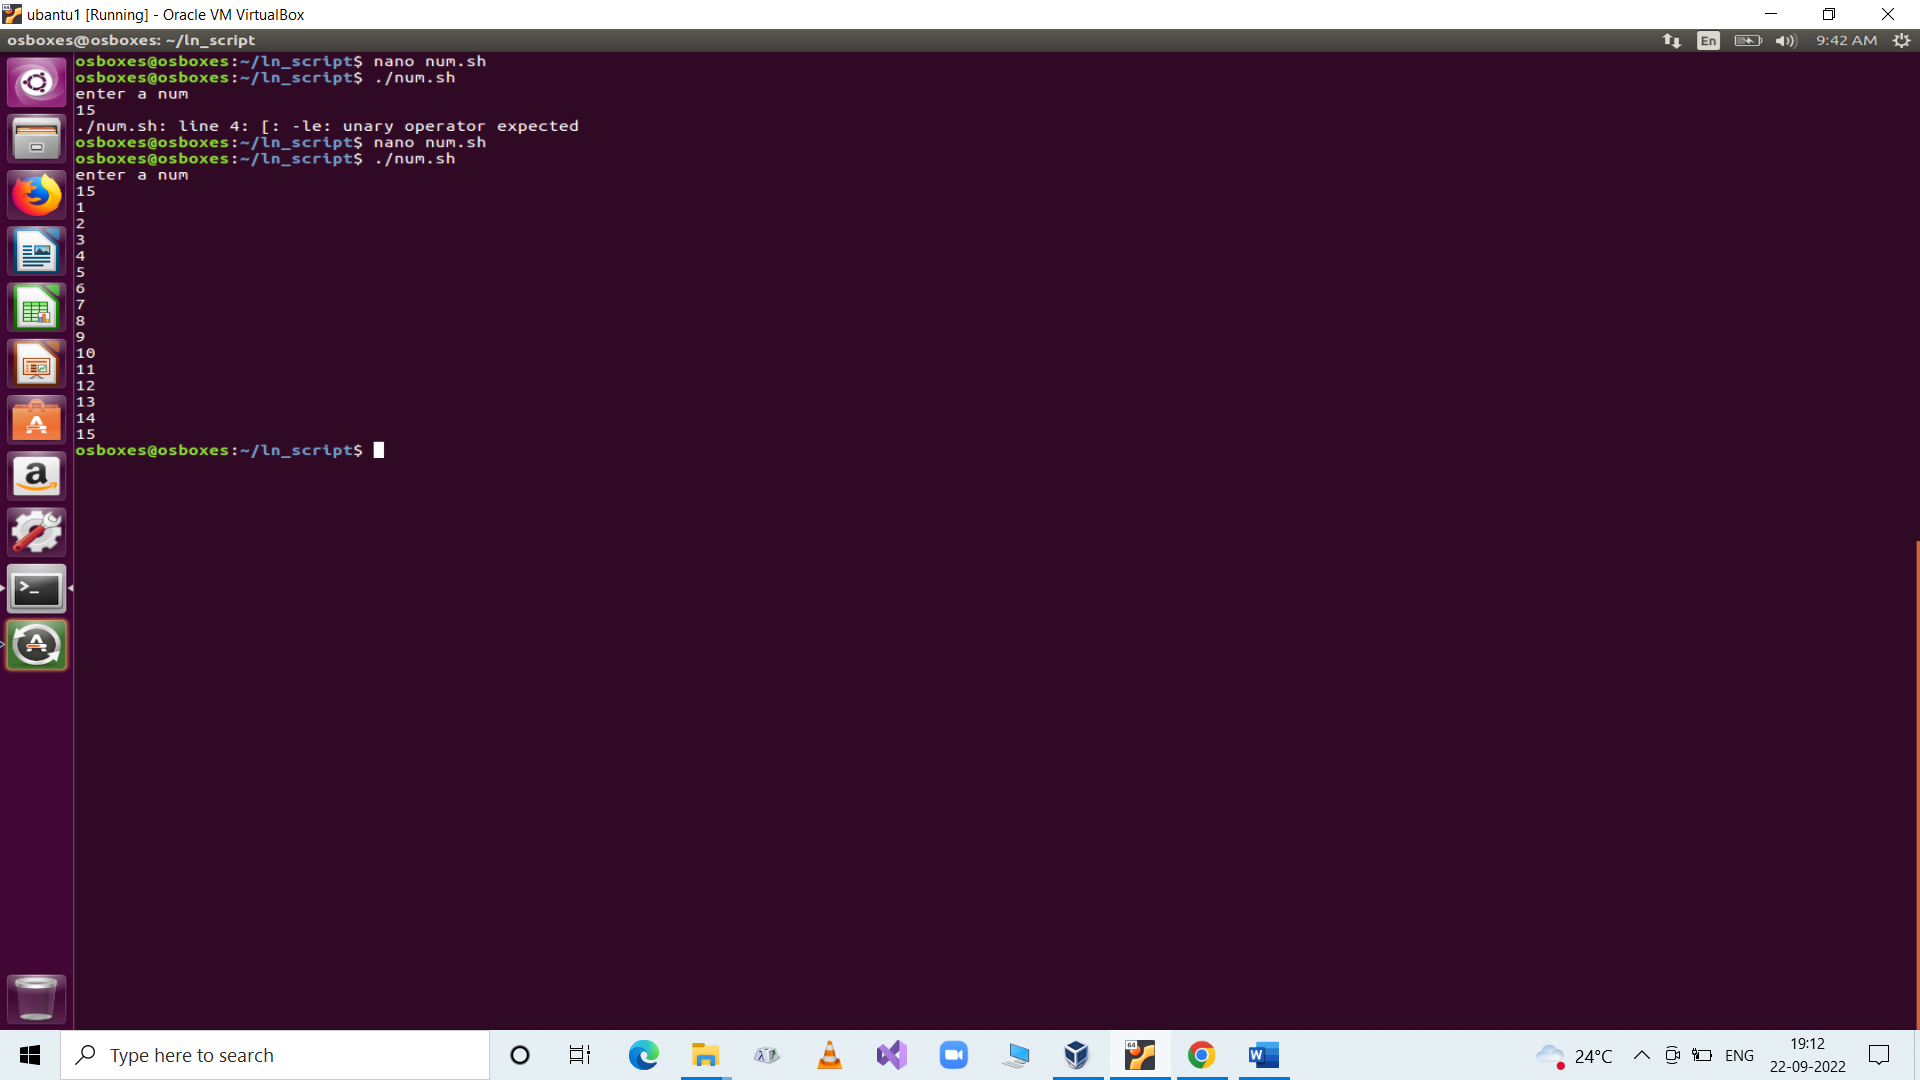 ubantu1 [Running] - Oracle VM VirtualBox
osboxes@osboxes: ~/ln_script
En
9:42 AM
osboxes@osboxes:~/ln_script$ nano num.sh
osboxes@osboxes:~/ln_script$ ./num.sh
enter a num
15
./num.sh: line 4: [: -le: unary operator expected
osboxes@osboxes:~/ln_script$ nano num.sh
osboxes@osboxes:~/ln_script$ ./num.sh
enter a num
15
1
2
3
4
5
6
7
8
9
10
11
12
13
14
15
osboxes@osboxes:~/ln_script$
Type here to search
64
24°C
ENG
19:12
22-09-2022